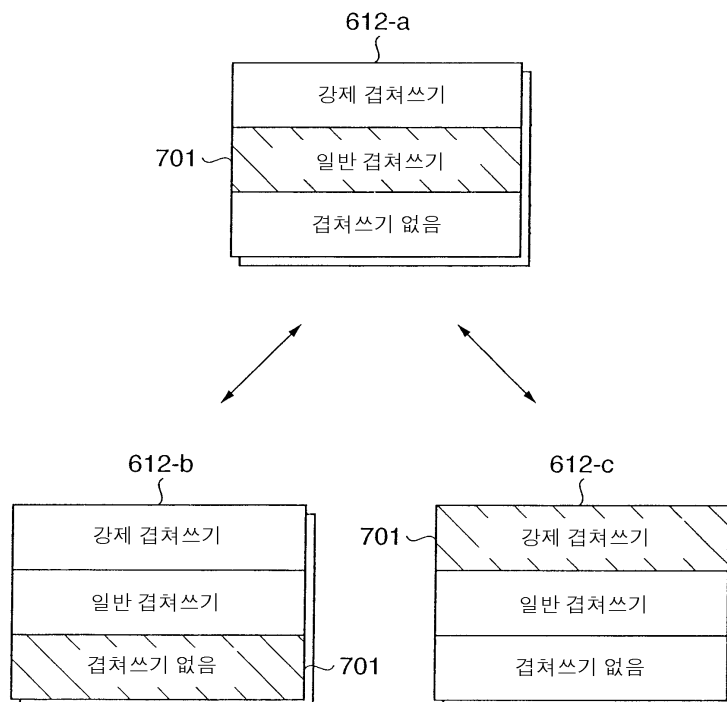 612-a
강제 겹쳐쓰기
701
일반 겹쳐쓰기
겹쳐쓰기 없음
612-b
강제 겹쳐쓰기
일반 겹쳐쓰기
겹쳐쓰기 없음
701
612-c
701
강제 겹쳐쓰기
일반 겹쳐쓰기
겹쳐쓰기 없음